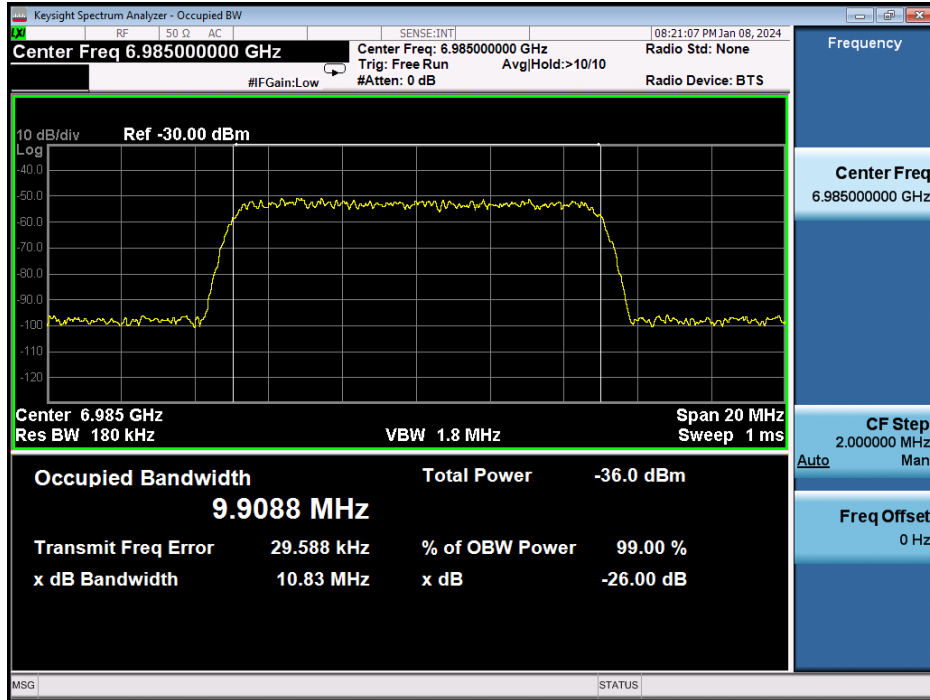 Keysight Spectrum Analyzer - Occupied BW
LXI RF 50 Ω AC SENSE:INT 08:21:07 PM Jan 08, 2024
Center Freq 6.985000000 GHz
Center Freq: 6.985000000 GHz
Radio Std: None
Trig: Free Run Avg|Hold:>10/10
#IFGain:Low
#Atten: 0 dB
Radio Device: BTS
10 dB/div Ref -30.00 dBm
Log
-40.0
-50.0
-60.0
-70.0
-80.0
-90.0
-100
-110
-120
Center 6.985 GHz Span 20 MHz
Res BW 180 kHz VBW 1.8 MHz Sweep 1 ms
Occupied Bandwidth Total Power -36.0 dBm
9.9088 MHz
Transmit Freq Error 29.588 kHz % of OBW Power 99.00 %
x dB Bandwidth 10.83 MHz x dB -26.00 dB
MSG STATUS
Frequency
Center Freq
6.985000000 GHz
CF Step
2.000000 MHz
Auto Man
Freq Offset
0 Hz